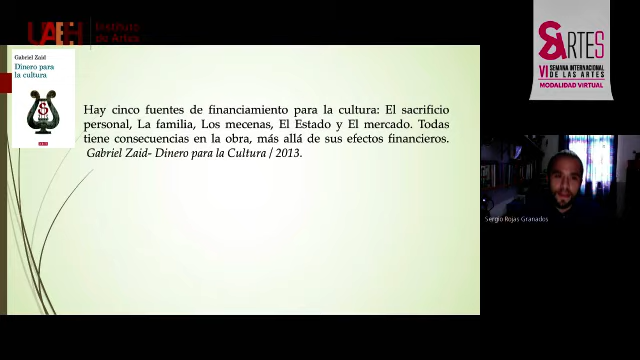 UAEH
Instituto
de Artes
Gabriel Zaid
Dinero para
la cultura
Hay cinco fuentes de financiamiento para la cultura: El sacrificio
personal, La familia, Los mecenas, El Estado y El mercado. Todas
tiene consecuencias en la obra, más allá de sus efectos financieros.
Gabriel Zaid- Dinero para la Cultura / 2013.
SARTES
VI SEMANA INTERNACIONAL
DE LAS ARTES
MODALIDAD VIRTUAL
Sergio Rojas Granados